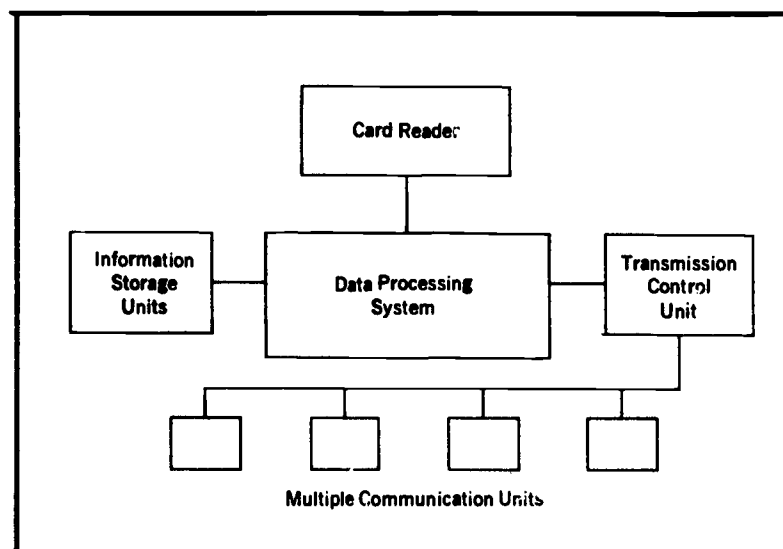 Card Reader
Information
Storage
Units
Data Processing
System
Transmission
Control
Unit
Multiple Communication Units